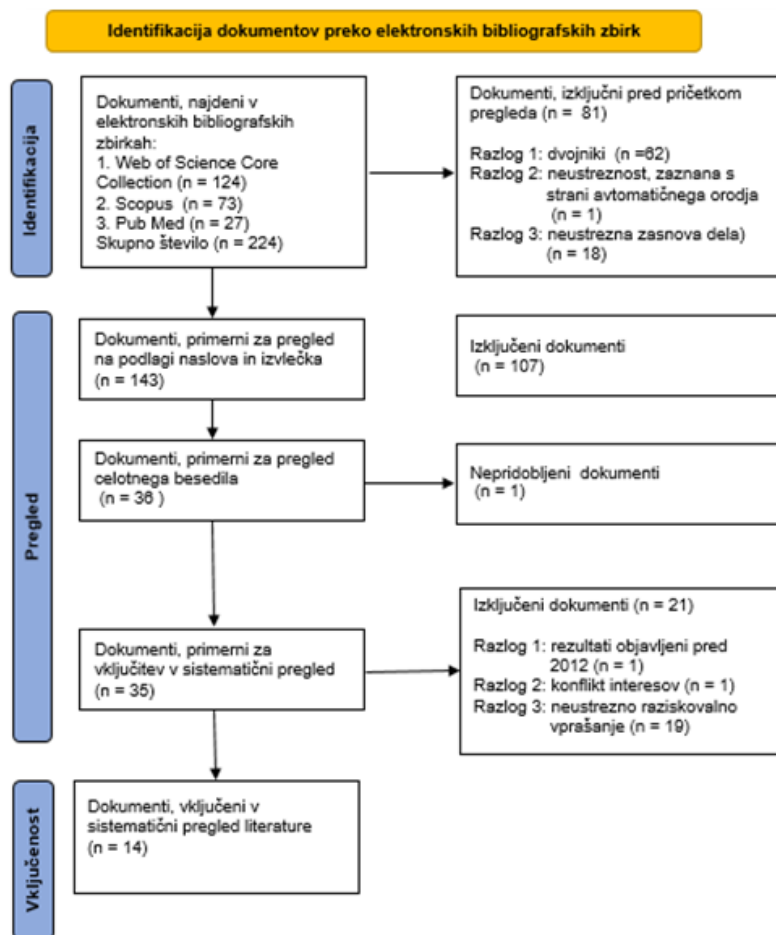 Identifikacija dokumentov preko elektronskih bibliografskih zbirk
Identifikacija
Dokumenti, najdeni v
elektronskih bibliografskih
zbirkah:
1. Web of Science Core
Collection (n = 124)
2. Scopus (n = 73)
3. Pub Med (n = 27)
Skupno število (n = 224)
Dokumenti, izključni pred pričetkom
pregleda (n = 81)
Razlog 1: dvojniki (n =62)
Razlog 2: neustreznost, zaznana s
strani avtomatičnega orodja
(n = 1)
Razlog 3: neustrezna zasnova dela)
(n = 18)
Pregled
Dokumenti, primerni za pregled
na podlagi naslova in izvlečka
(n = 143)
Izključeni dokumenti
(n = 107)
Dokumenti, primerni za pregled
celotnega besedila
(n = 36 )
Nepridobljeni dokumenti
(n = 1)
Dokumenti, primerni za
vključitev v sistematični pregled
(n = 35)
Izključeni dokumenti (n = 21)
Razlog 1: rezultati objavljeni pred
2012 (n = 1)
Razlog 2: konflikt interesov (n = 1)
Razlog 3: neustrezno raziskovalno
vprašanje (n = 19)
Vključenost
Dokumenti, vključeni v
sistematični pregled literature
(n = 14)